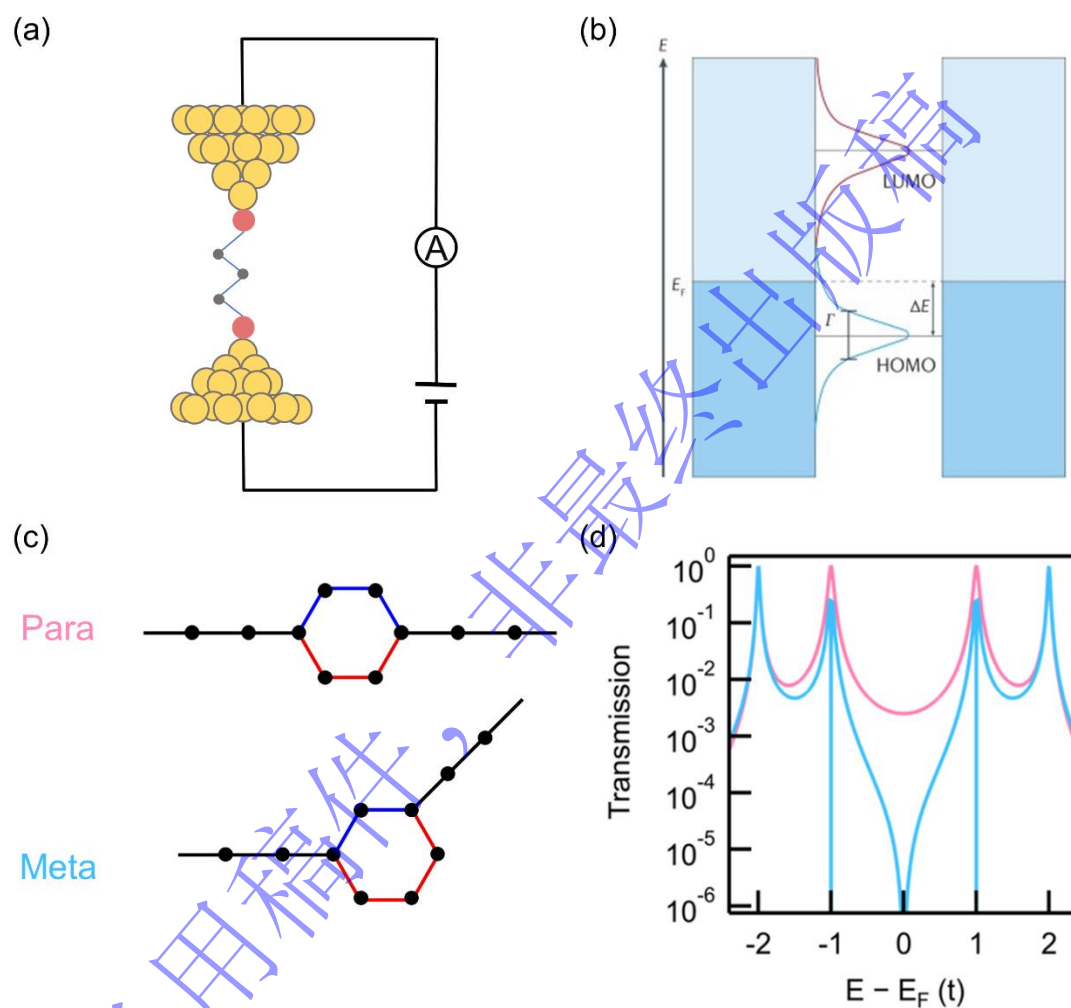 (a)
A
(b)
E
LUMO
E_F
ΔE
Γ
HOMO
(c)
Para
Meta
(d)
Transmission
10^0
10^-1
10^-2
10^-3
10^-4
10^-5
10^-6
-2 -1 0 1 2
E − E_F (t)
用稿件,非最终出版稿